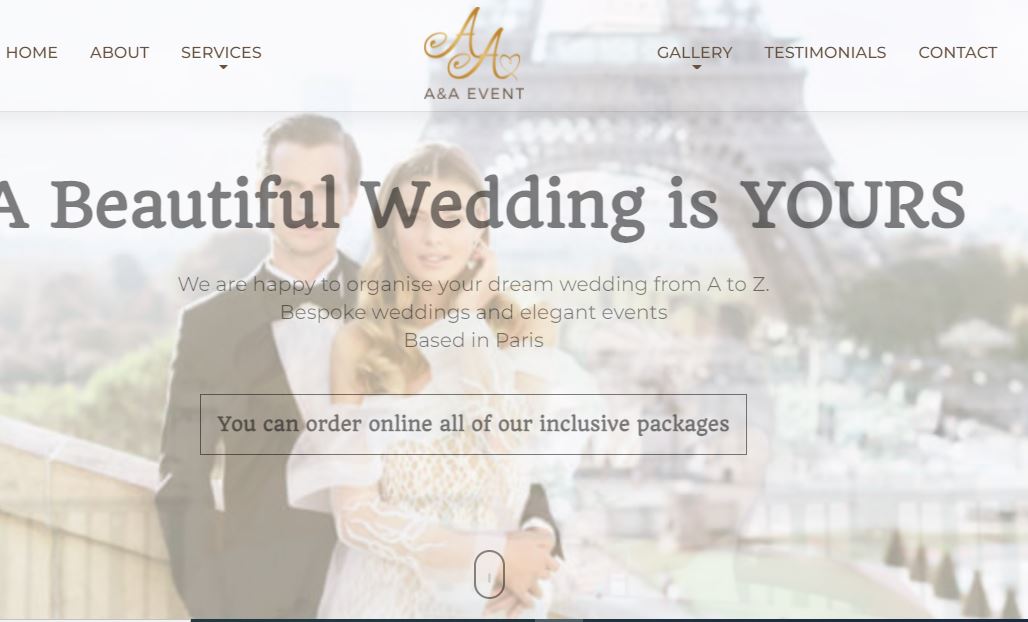 HOME ABOUT SERVICES
AA
A&A EVENT
GALLERY TESTIMONIALS CONTACT
A Beautiful Wedding is YOURS
We are happy to organise your dream wedding from A to Z.
Bespoke weddings and elegant events
Based in Paris
You can order online all of our inclusive packages